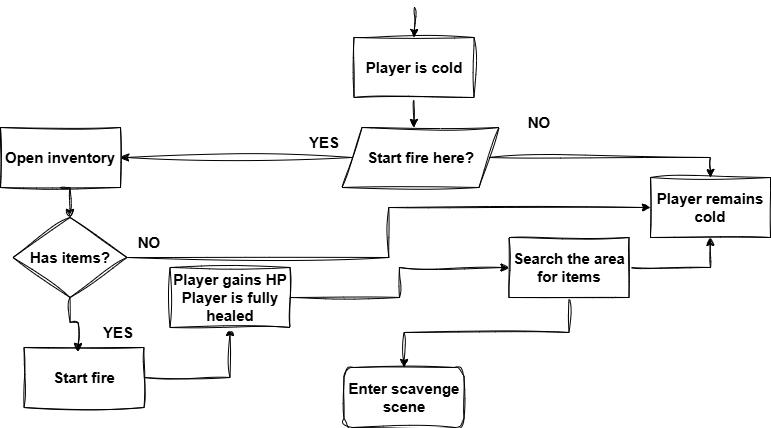 Player is cold
NO
YES
Start fire here?
Open inventory
Player remains
cold
NO
Has items?
Search the area
for items
Player gains HP
Player is fully
healed
YES
Start fire
Enter scavenge
scene